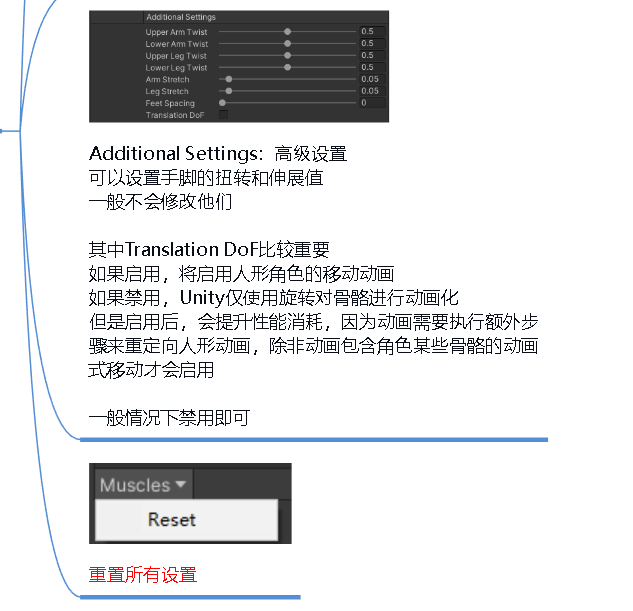 Additional Settings
Upper Arm Twist 0.5
Lower Arm Twist 0.5
Upper Leg Twist 0.5
Lower Leg Twist 0.5
Arm Stretch 0.05
Leg Stretch 0.05
Feet Spacing 0
Translation DoF
Additional Settings：高级设置
可以设置手脚的扭转和伸展值
一般不会修改他们
其中Translation DoF比较重要
如果启用，将启用人形角色的移动动画
如果禁用，Unity仅使用旋转对骨骼进行动画化
但是启用后，会提升性能消耗，因为动画需要执行额外步
骤来重定向人形动画，除非动画包含角色某些骨骼的动画
式移动才会启用
一般情况下禁用即可
Muscles
Reset
重置所有设置